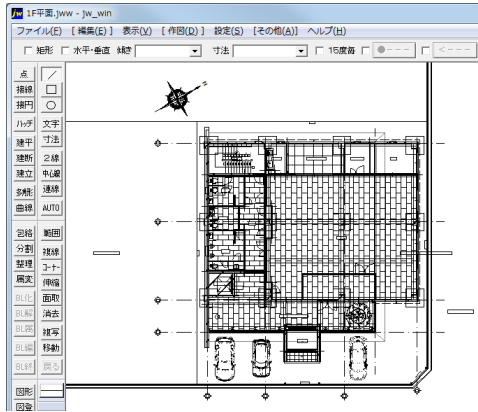 1F平面.jww - jw_win
ファイル(F) [ 編集(E) ] 表示(V) [ 作図(D) ] 設定(S) [その他(A)] ヘルプ(H)
矩形 水平・垂直 傾き 寸法 15度毎 ●--- <---
点 ／
接線 □
接円 ○
ハッチ 文字
建平 寸法
建断 2線
建立 中心線
多角形 連線
曲線 AUTO
包絡 範囲
分割 複線
整理 コーナー
属変 伸縮
BL化 面取
BL解 消去
BL属 複写
BL編 移動
BL終 戻る
図形
図登
N